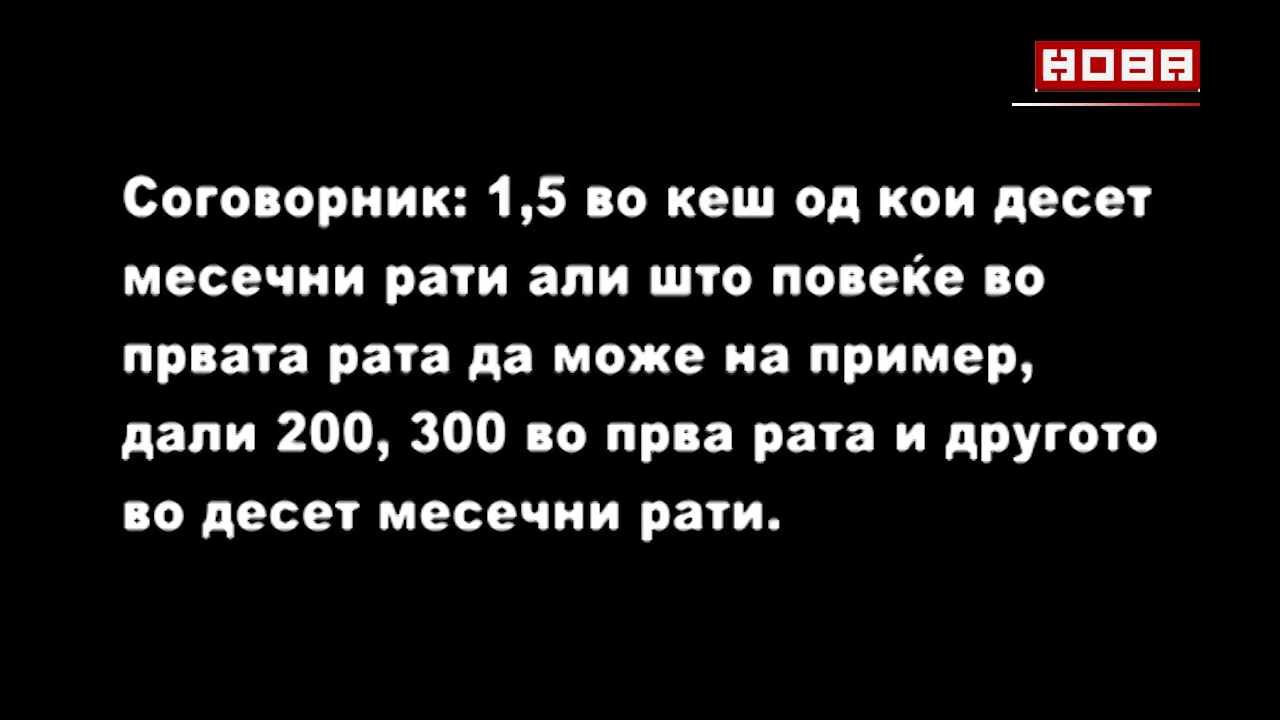 НОВА
Соговорник: 1,5 во кеш од кои десет
месечни рати али што повеќе во
првата рата да може на пример,
дали 200, 300 во прва рата и другото
во десет месечни рати.